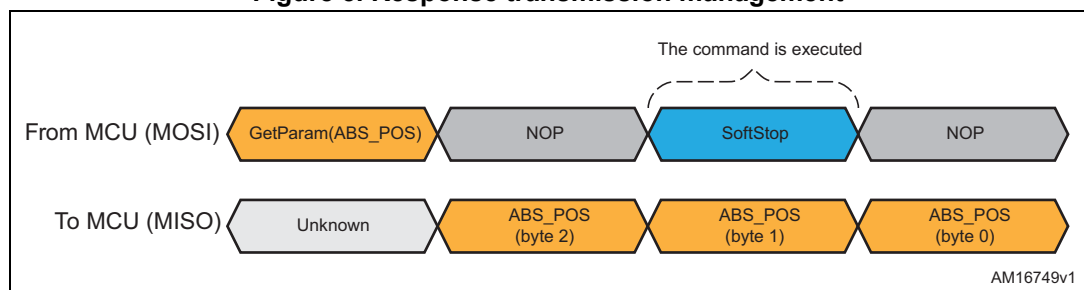 Figure 6. Response transmission management
The command is executed
From MCU (MOSI) GetParam(ABS_POS) NOP SoftStop NOP
To MCU (MISO) Unknown ABS_POS (byte 2) ABS_POS (byte 1) ABS_POS (byte 0)
AM16749v1